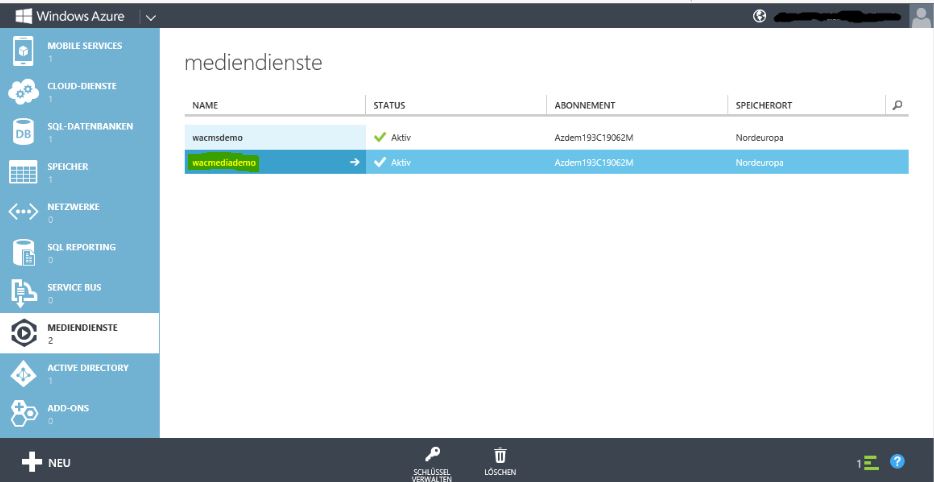 Windows Azure
MOBILE SERVICES
1
CLOUD-DIENSTE
1
SQL-DATENBANKEN
1
SPEICHER
1
NETZWERKE
0
SQL REPORTING
0
SERVICE BUS
0
MEDIENDIENSTE
2
ACTIVE DIRECTORY
1
ADD-ONS
0
mediendienste
NAME STATUS ABONNEMENT SPEICHERORT
wacmsdemo Aktiv Azdem193C19062M Nordeuropa
wacmediademo Aktiv Azdem193C19062M Nordeuropa
NEU
SCHLÜSSEL
VERWALTEN
LÖSCHEN
1
?
DB